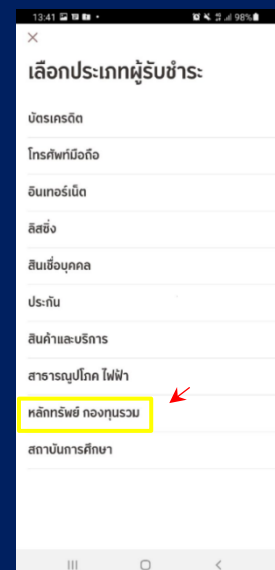 13:41
98%
เลือกประเภทผู้รับชำระ
บัตรเครดิต
โทรศัพท์มือถือ
อินเทอร์เน็ต
ลิสซิ่ง
สินเชื่อบุคคล
ประกัน
สินค้าและบริการ
สาธารณูปโภค ไฟฟ้า
หลักทรัพย์ กองทุนรวม
สถาบันการศึกษา